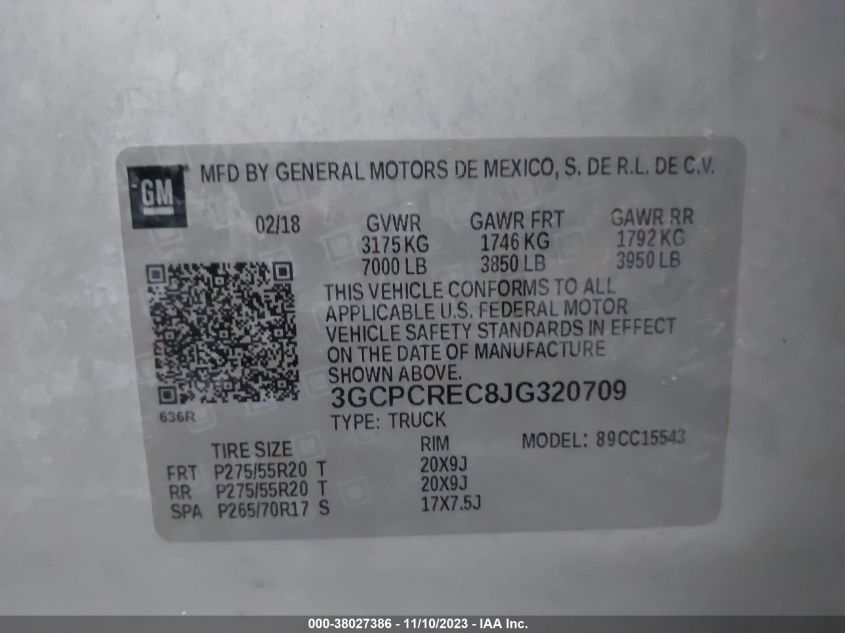 GM
MFD BY GENERAL MOTORS DE MEXICO, S. DE R.L. DE C.V.
02/18 GVWR GAWR FRT GAWR RR
3175 KG 1746 KG 1792 KG
7000 LB 3850 LB 3950 LB
THIS VEHICLE CONFORMS TO ALL
APPLICABLE U.S. FEDERAL MOTOR
VEHICLE SAFETY STANDARDS IN EFFECT
ON THE DATE OF MANUFACTURE
SHOWN ABOVE.
3GCPCREC8JG320709
636R
TYPE: TRUCK
TIRE SIZE RIM MODEL: 89CC15543
FRT P275/55R20 T 20X9J
RR P275/55R20 T 20X9J
SPA P265/70R17 S 17X7.5J
000-38027386 - 11/10/2023 - IAA Inc.